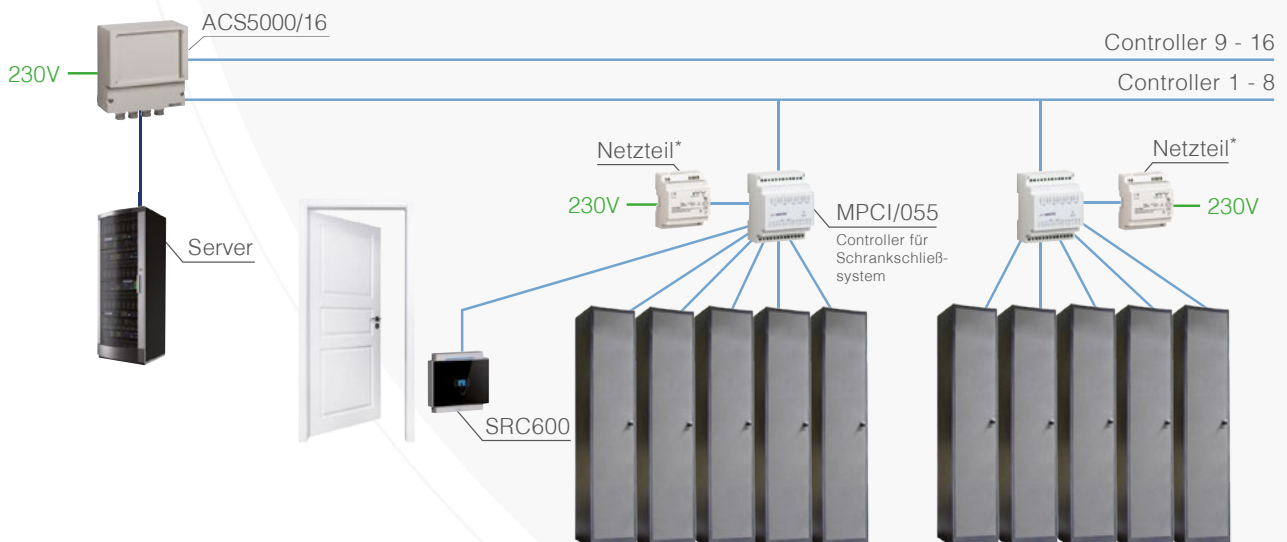 ACS5000/16
230V
Controller 9 - 16
Controller 1 - 8
Server
Netzteil*
230V
MPCI/055
Controller für
Schrankschließ-
system
Netzteil*
230V
SRC600